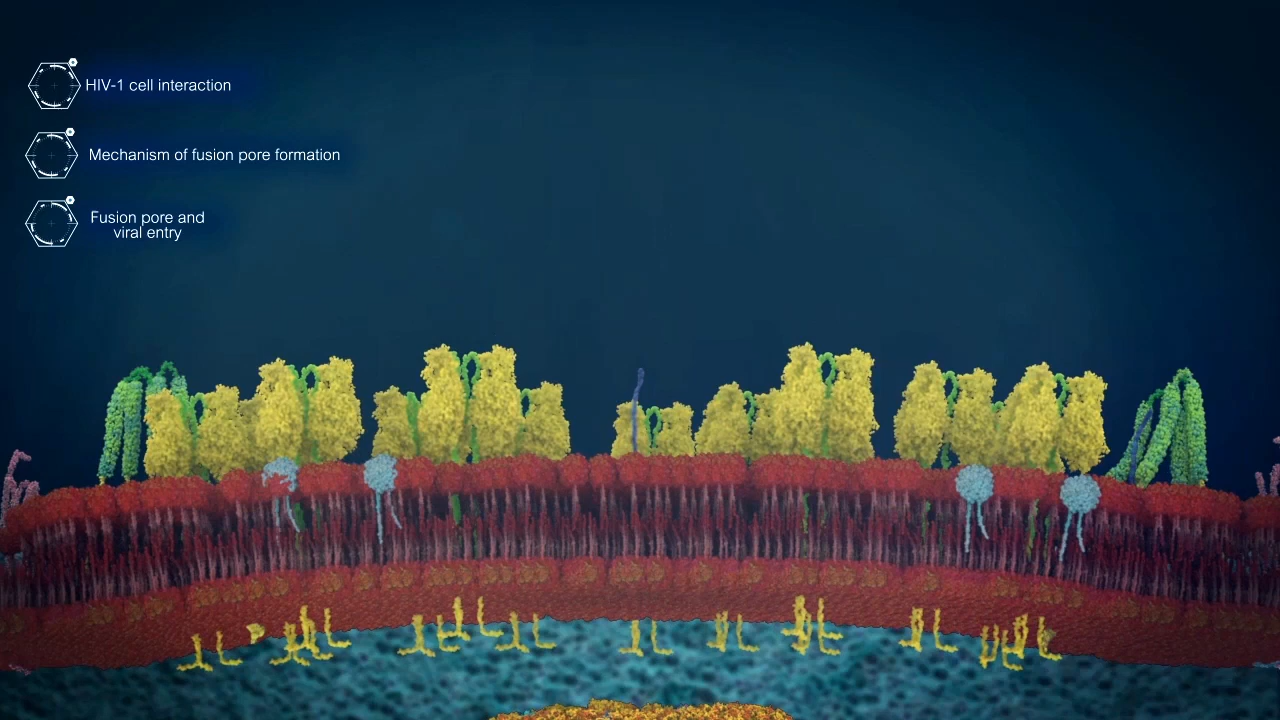 HIV-1 cell interaction
Mechanism of fusion pore formation
Fusion pore and
viral entry